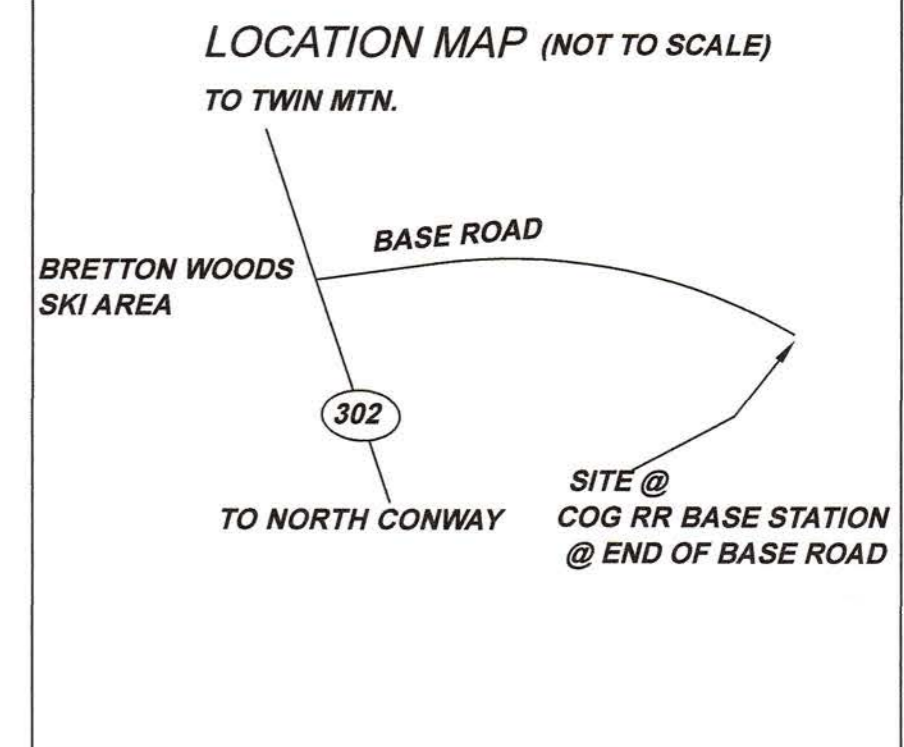 LOCATION MAP (NOT TO SCALE)
TO TWIN MTN.
BASE ROAD
BRETTON WOODS
SKI AREA
302
TO NORTH CONWAY
SITE @
COG RR BASE STATION
@ END OF BASE ROAD